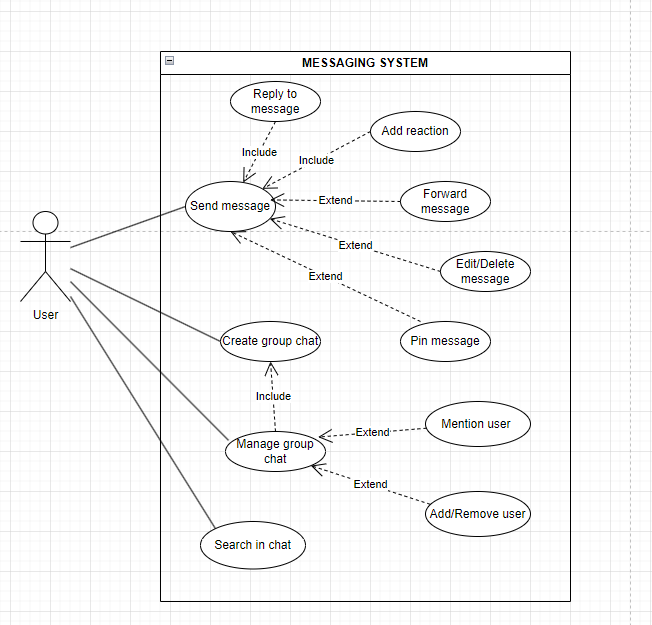 MESSAGING SYSTEM
Reply to
message
Add reaction
Include
Include
Send message
Extend
Forward
message
Extend
Edit/Delete
message
Extend
User
Create group chat
Pin message
Include
Manage group
chat
Extend
Mention user
Extend
Add/Remove user
Search in chat